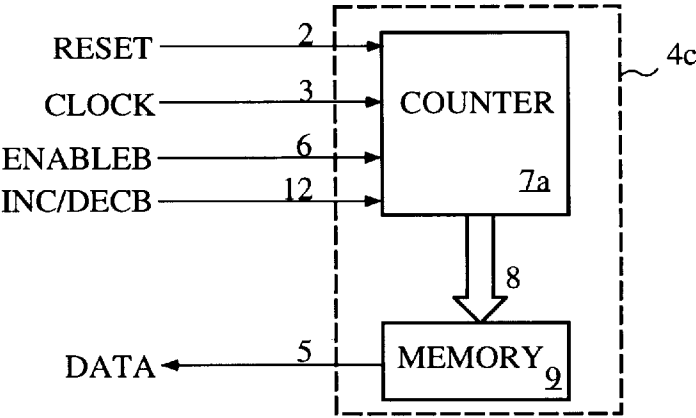 RESET 2
4c
CLOCK 3
COUNTER
ENABLEB 6
7a
INC/DECB 12
8
DATA 5
MEMORY 9